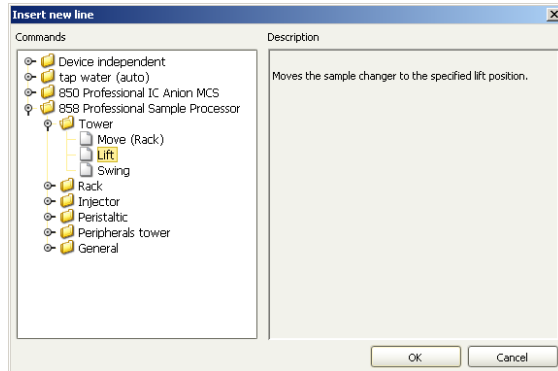 Insert new line
Commands
Description
Device independent
tap water (auto)
850 Professional IC Anion MCS
858 Professional Sample Processor
Tower
Move (Rack)
Lift
Swing
Rack
Injector
Peristaltic
Peripherals tower
General
Moves the sample changer to the specified lift position.
OK
Cancel